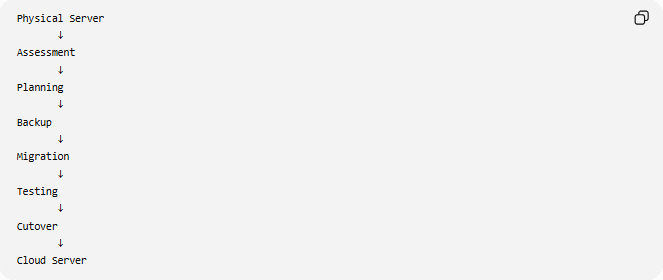 Physical Server
↓
Assessment
↓
Planning
↓
Backup
↓
Migration
↓
Testing
↓
Cutover
↓
Cloud Server